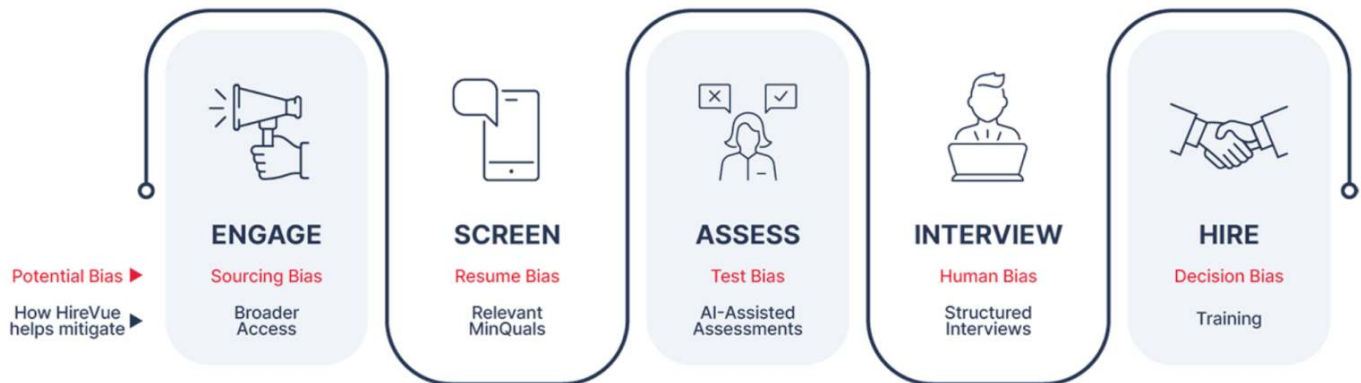 ENGAGE
SCREEN
ASSESS
INTERVIEW
HIRE
Potential Bias
Sourcing Bias
Resume Bias
Test Bias
Human Bias
Decision Bias
How HireVue
helps mitigate
Broader
Access
Relevant
MinQuals
AI-Assisted
Assessments
Structured
Interviews
Training